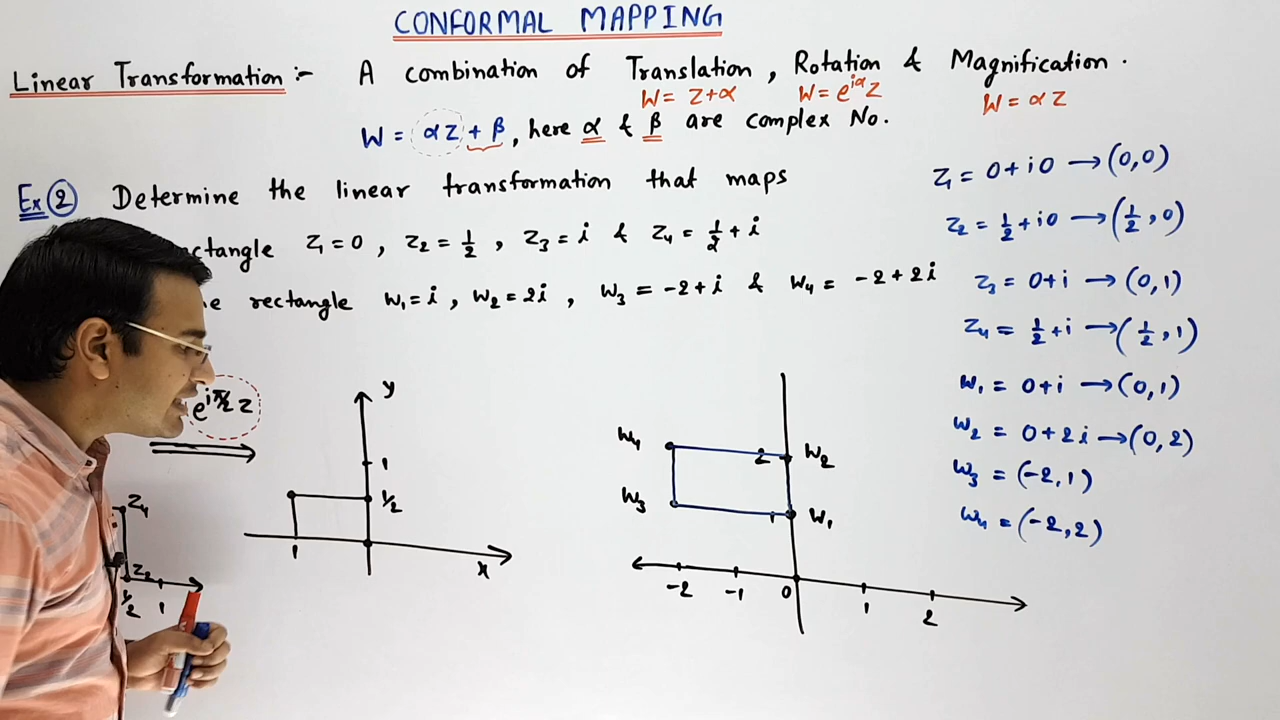 CONFORMAL MAPPING
Linear Transformation :- A combination of Translation, Rotation & Magnification.
W = Z+α W = e^{iα}Z W = αZ
W = αZ + β, here α & β are complex No.
Ex ② Determine the linear transformation that maps
Z₁ = 0, Z₂ = 1/2, Z₃ = i & Z₄ = 1/2 + i
rectangle W₁ = i, W₂ = 2i, W₃ = -2+i & W₄ = -2+2i
Z₁ = 0+i0 → (0,0)
Z₂ = 1/2+i0 → (1/2, 0)
Z₃ = 0+i → (0,1)
Z₄ = 1/2+i → (1/2, 1)
W₁ = 0+i → (0,1)
W₂ = 0+2i → (0,2)
W₃ = (-2,1)
W₄ = (-2,2)
e^{iπ/2} Z
Z₄
Z₂
1/2 1
y
1
1/2
1
x
W₄ 2 W₂
W₃ 1 W₁
-2 -1 0 1 2